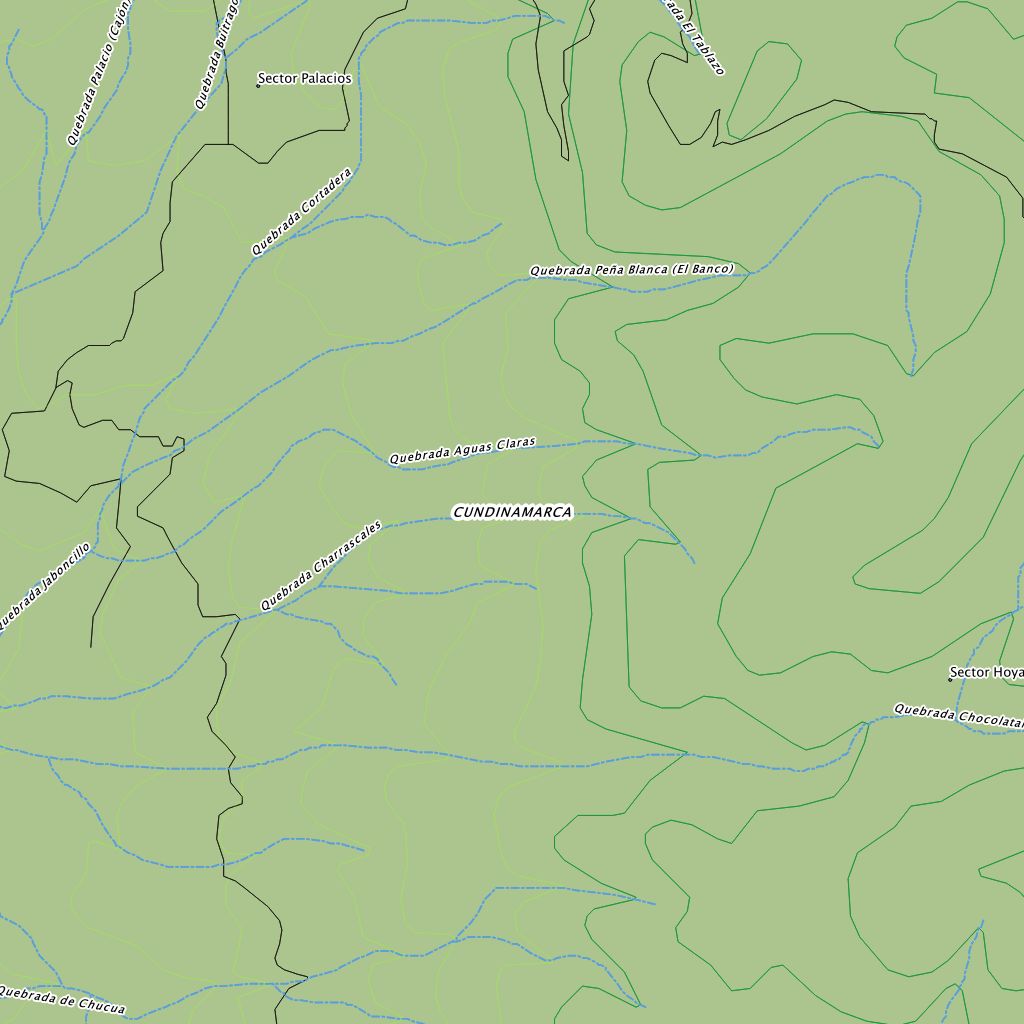 Quebrada Palacio (Cajón)
Quebrada Buitrago
El Tablazo
Sector Palacios
Quebrada Cortadera
Quebrada Peña Blanca (El Banco)
Quebrada Aguas Claras
CUNDINAMARCA
Quebrada Charrascales
Quebrada Jaboncillo
Sector Hoya
Quebrada Chocolatal
Quebrada de Chucua